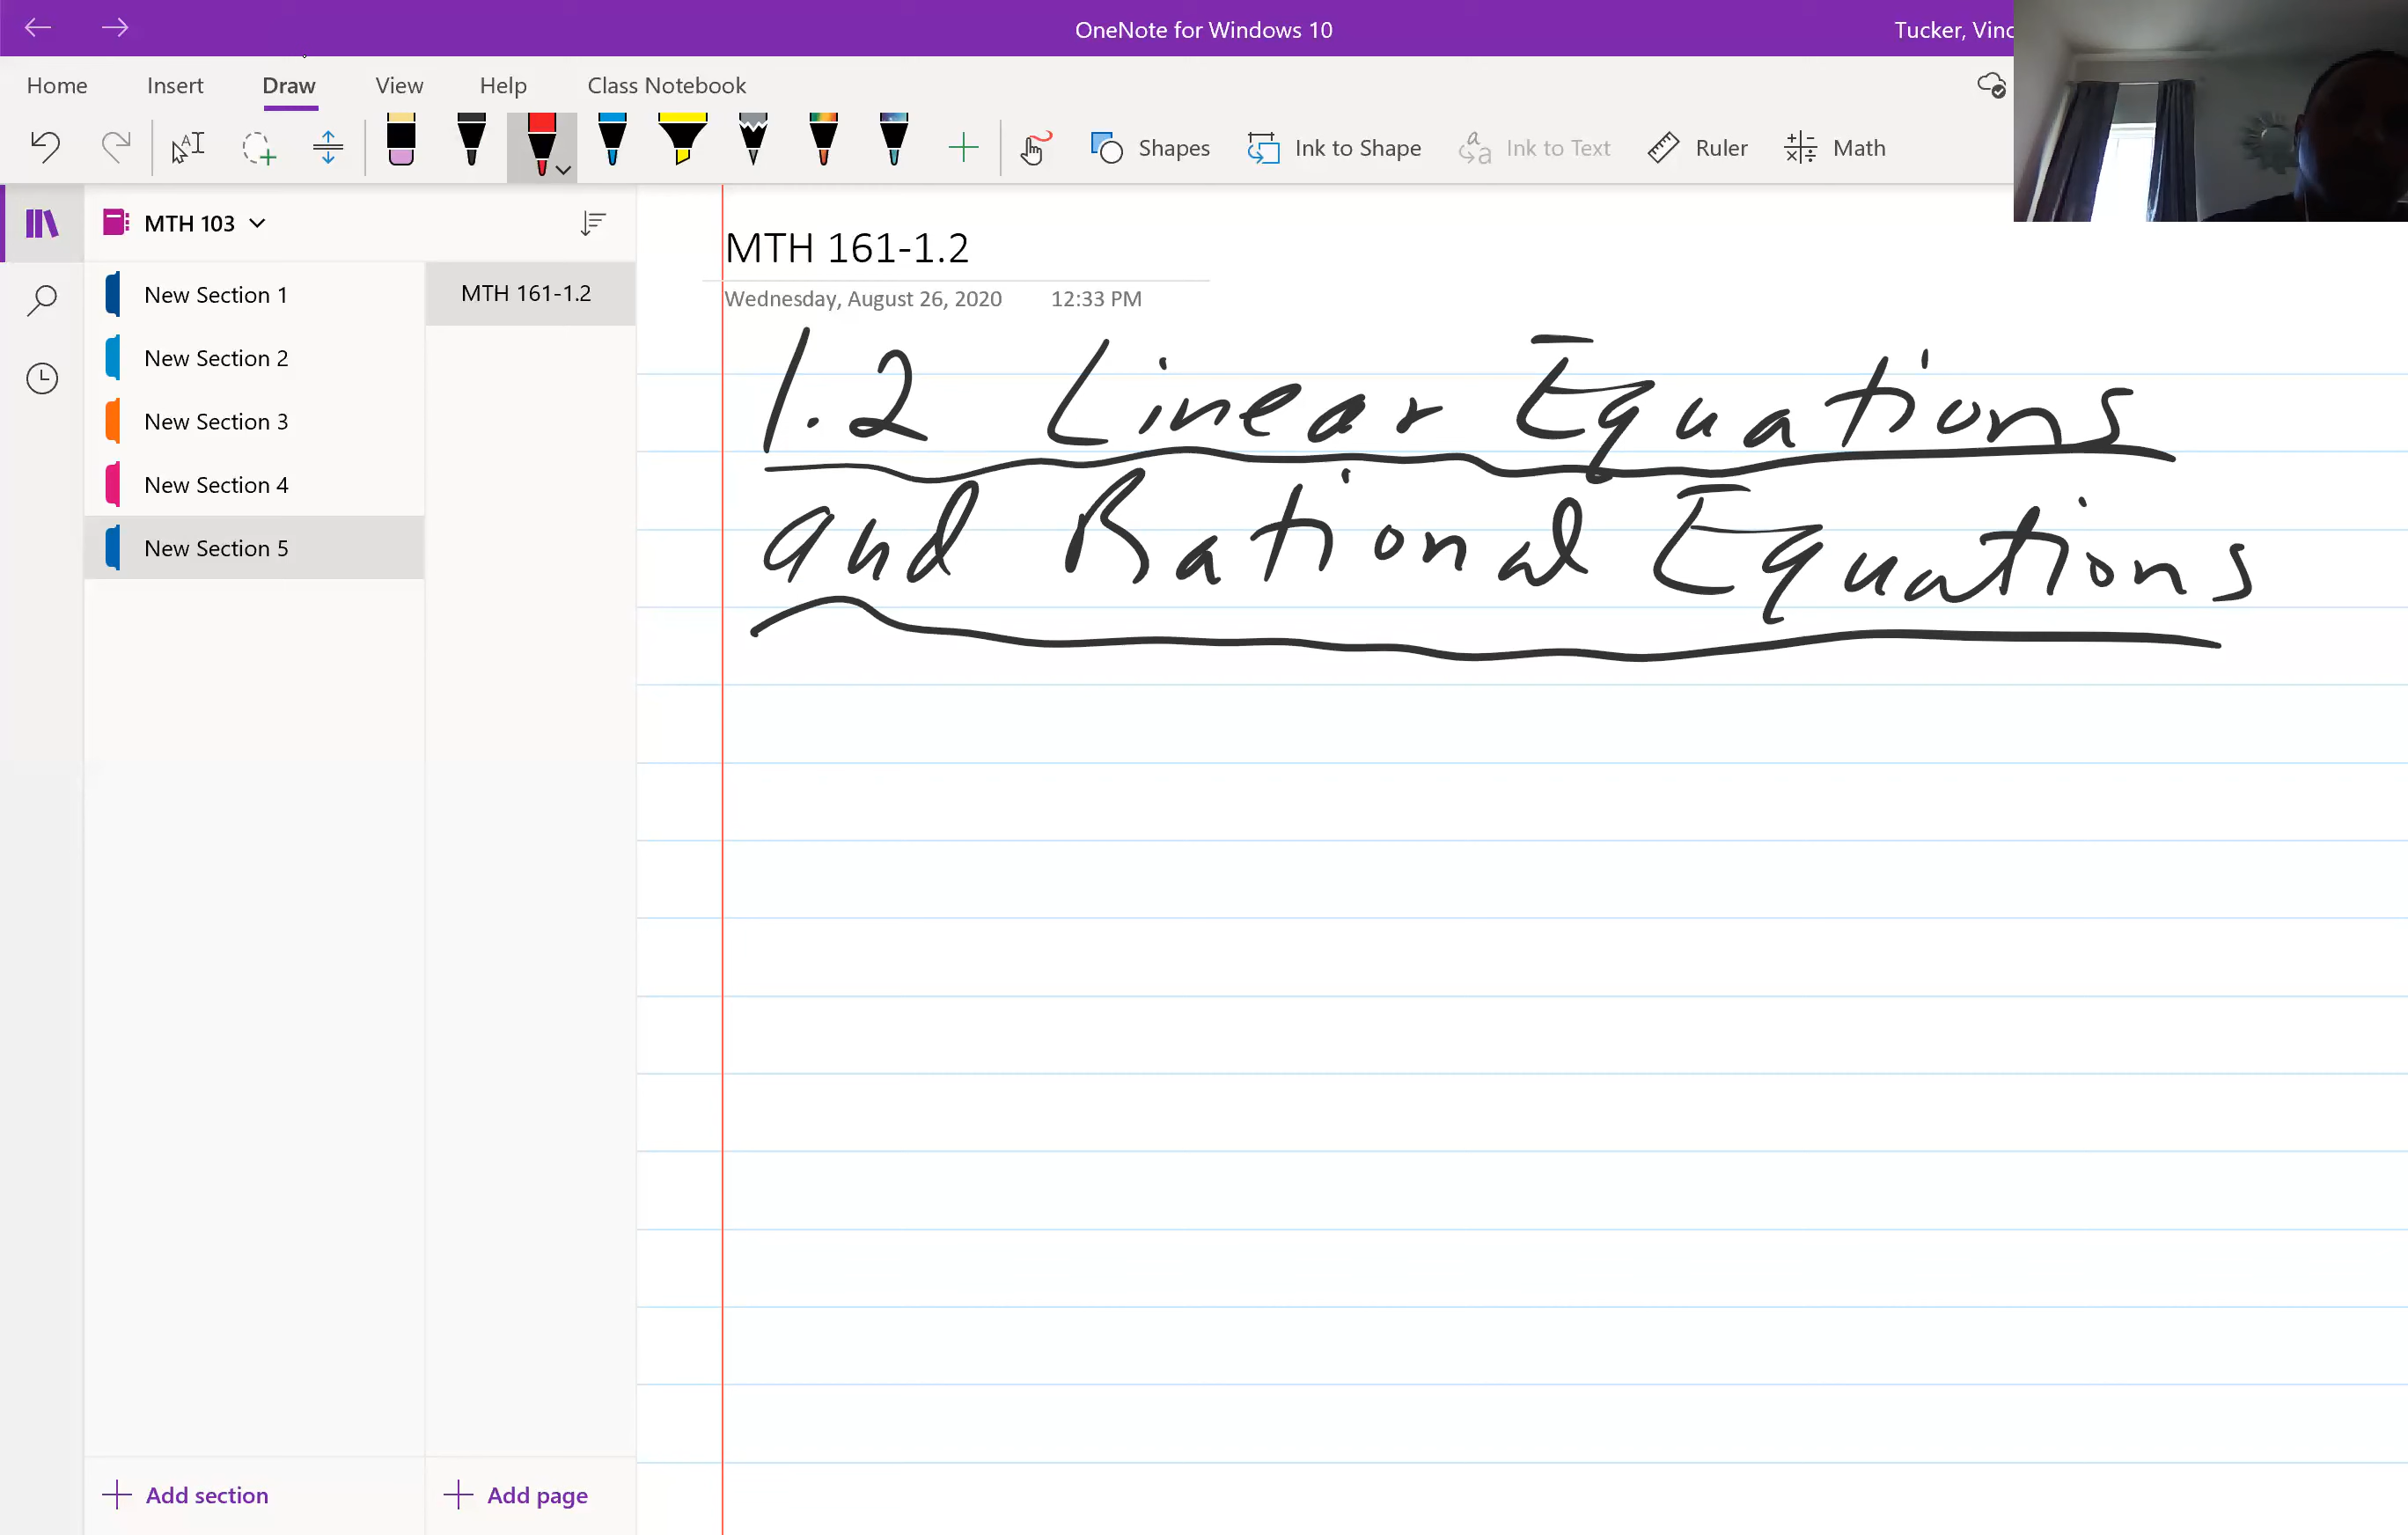 OneNote for Windows 10
Tucker, Vinc
Home Insert Draw View Help Class Notebook
Shapes Ink to Shape Ink to Text Ruler Math
MTH 103
New Section 1
New Section 2
New Section 3
New Section 4
New Section 5
Add section
MTH 161-1.2
Add page
MTH 161-1.2
Wednesday, August 26, 2020 12:33 PM
1.2 Linear Equations
and Rational Equations